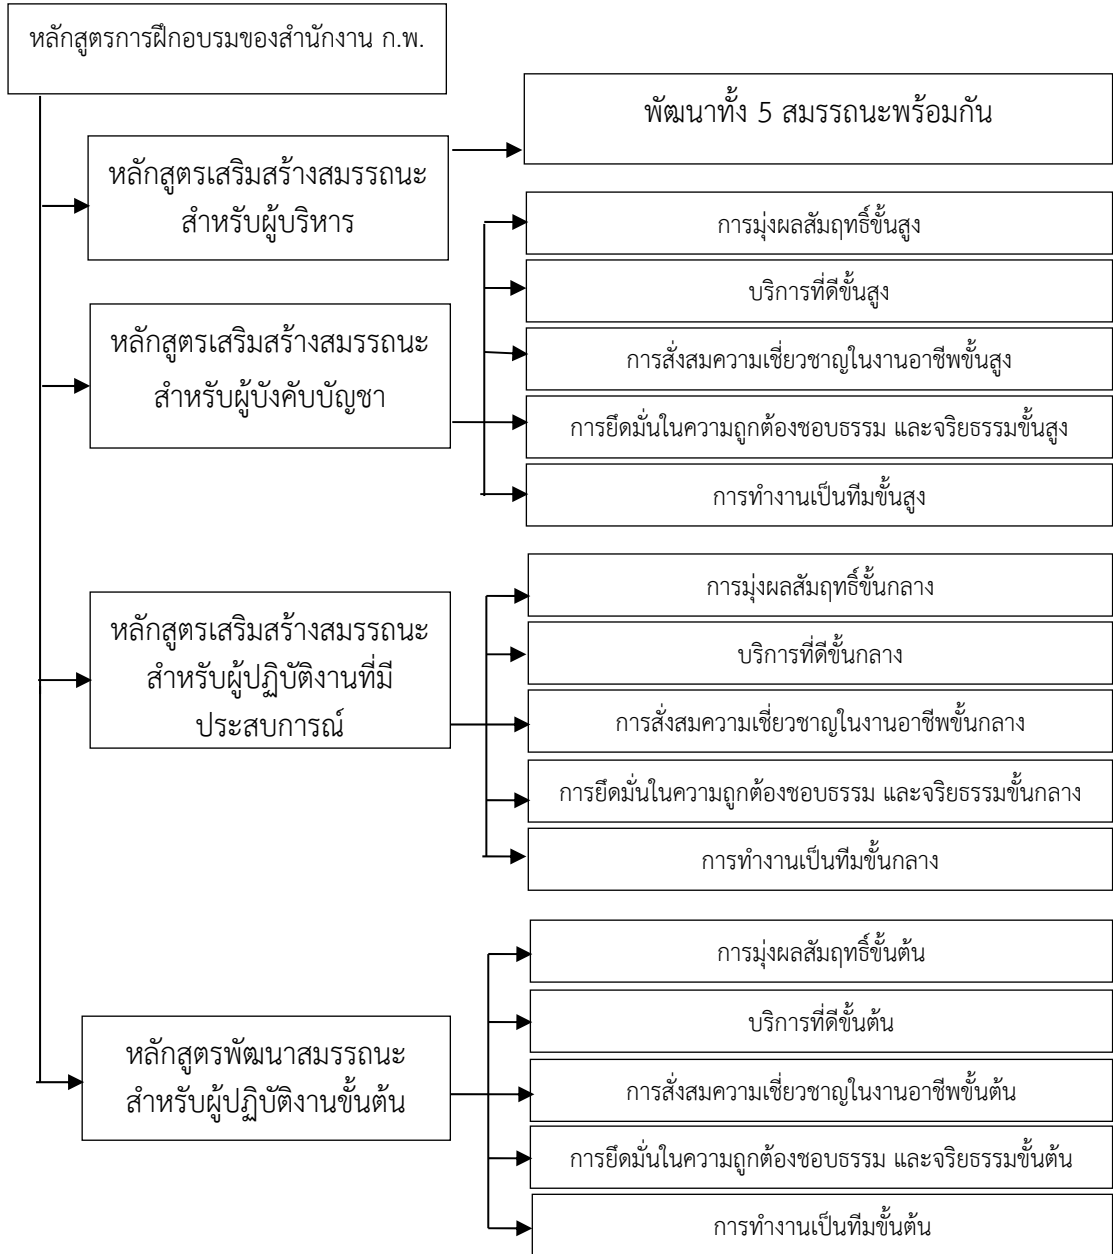 หลักสูตรการฝึกอบรมของสำนักงาน ก.พ.
พัฒนาทั้ง 5 สมรรถนะพร้อมกัน
หลักสูตรเสริมสร้างสมรรถนะ
สำหรับผู้บริหาร
การมุ่งผลสัมฤทธิ์ขั้นสูง
บริการที่ดีขั้นสูง
หลักสูตรเสริมสร้างสมรรถนะ
สำหรับผู้บังคับบัญชา
การสั่งสมความเชี่ยวชาญในงานอาชีพขั้นสูง
การยึดมั่นในความถูกต้องชอบธรรม และจริยธรรมขั้นสูง
การทำงานเป็นทีมขั้นสูง
หลักสูตรเสริมสร้างสมรรถนะ
สำหรับผู้ปฏิบัติงานที่มี
ประสบการณ์
การมุ่งผลสัมฤทธิ์ขั้นกลาง
บริการที่ดีขั้นกลาง
การสั่งสมความเชี่ยวชาญในงานอาชีพขั้นกลาง
การยึดมั่นในความถูกต้องชอบธรรม และจริยธรรมขั้นกลาง
การทำงานเป็นทีมขั้นกลาง
หลักสูตรพัฒนาสมรรถนะ
สำหรับผู้ปฏิบัติงานขั้นต้น
การมุ่งผลสัมฤทธิ์ขั้นต้น
บริการที่ดีขั้นต้น
การสั่งสมความเชี่ยวชาญในงานอาชีพขั้นต้น
การยึดมั่นในความถูกต้องชอบธรรม และจริยธรรมขั้นต้น
การทำงานเป็นทีมขั้นต้น